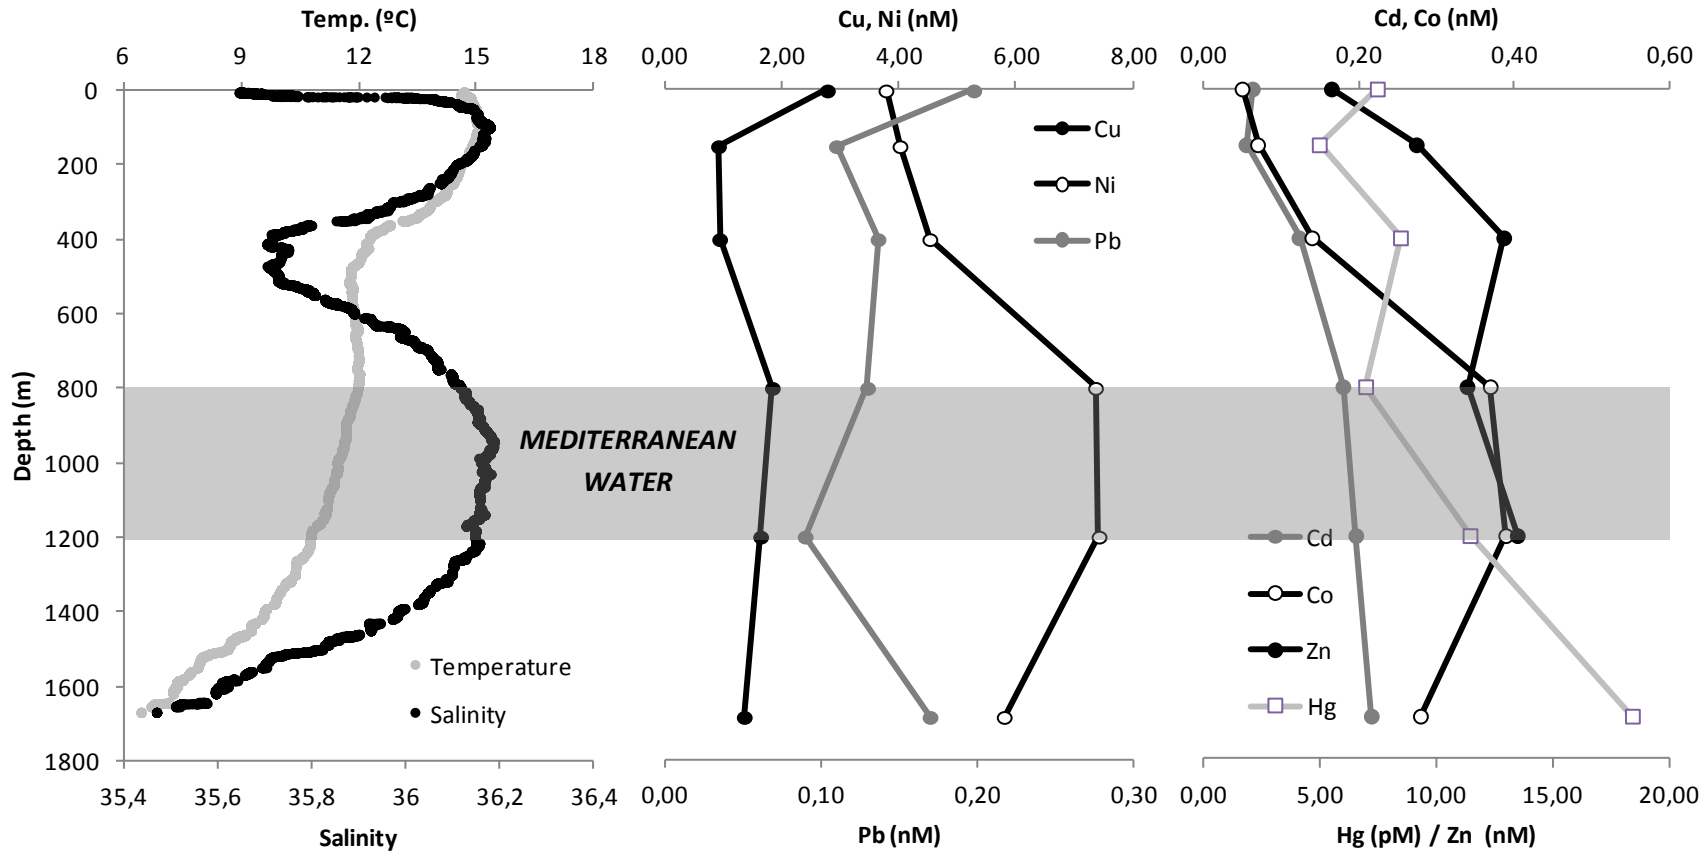 Temp. (ºC)
6 9 12 15 18
Cu, Ni (nM)
0,00 2,00 4,00 6,00 8,00
Cd, Co (nM)
0,00 0,20 0,40 0,60
Depth (m)
0
200
400
600
800
1000
1200
1400
1600
1800
Temperature
Salinity
35,4 35,6 35,8 36 36,2 36,4
Salinity
MEDITERRANEAN
WATER
Cu
Ni
Pb
0,00 0,10 0,20 0,30
Pb (nM)
Cd
Co
Zn
Hg
0,00 5,00 10,00 15,00 20,00
Hg (pM) / Zn (nM)